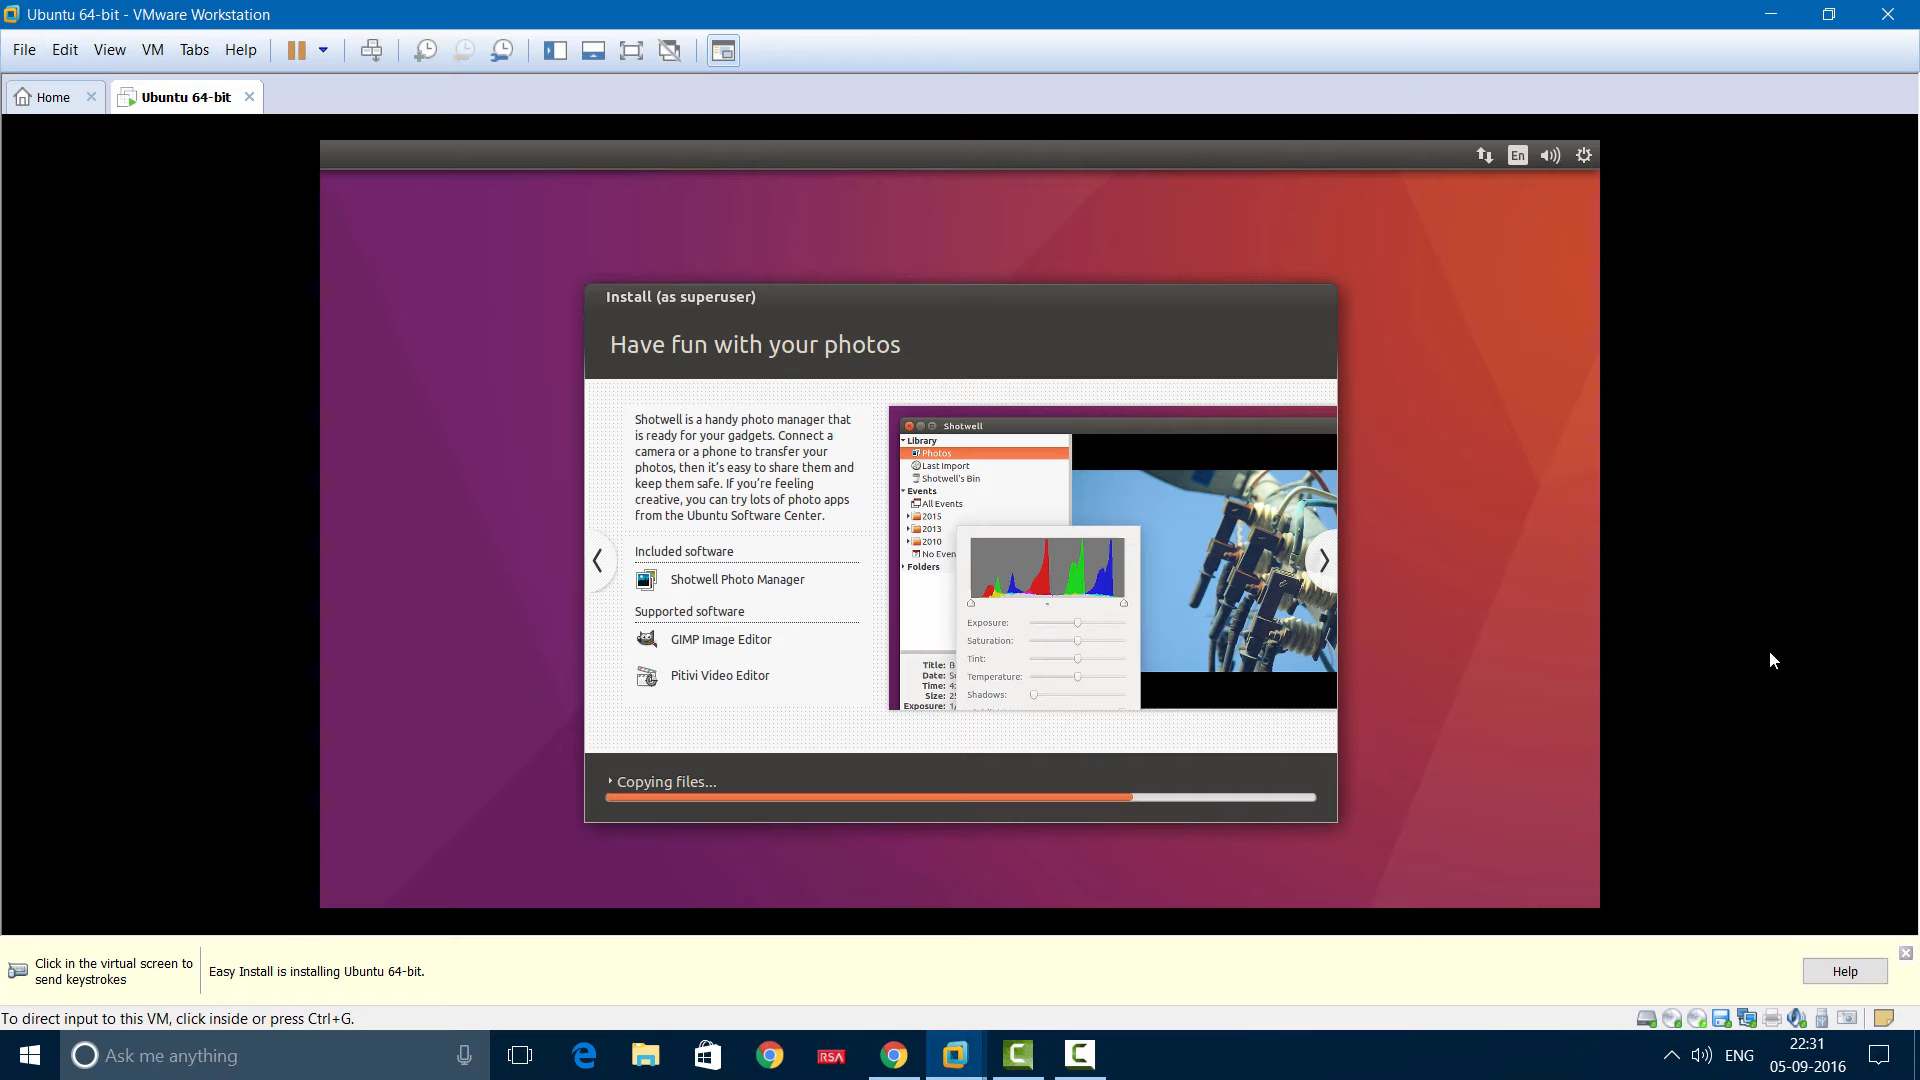 Ubuntu 64-bit - VMware Workstation
File Edit View VM Tabs Help
Home
Ubuntu 64-bit
En
Install (as superuser)
Have fun with your photos
Shotwell is a handy photo manager that
is ready for your gadgets. Connect a
camera or a phone to transfer your
photos, then it's easy to share them and
keep them safe. If you're feeling
creative, you can try lots of photo apps
from the Ubuntu Software Center.
Included software
Shotwell Photo Manager
Supported software
GIMP Image Editor
Pitivi Video Editor
Shotwell
Library
Photos
Last Import
Shotwell's Bin
Events
All Events
2015
2013
2010
No Even
Folders
Exposure:
Saturation:
Tint:
Temperature:
Shadows:
Title: B
Date: Su
Time: 4:
Size: 25
Exposure: 1/
Copying files...
Click in the virtual screen to
send keystrokes
Easy Install is installing Ubuntu 64-bit.
Help
To direct input to this VM, click inside or press Ctrl+G.
Ask me anything
RSA
ENG
22:31
05-09-2016